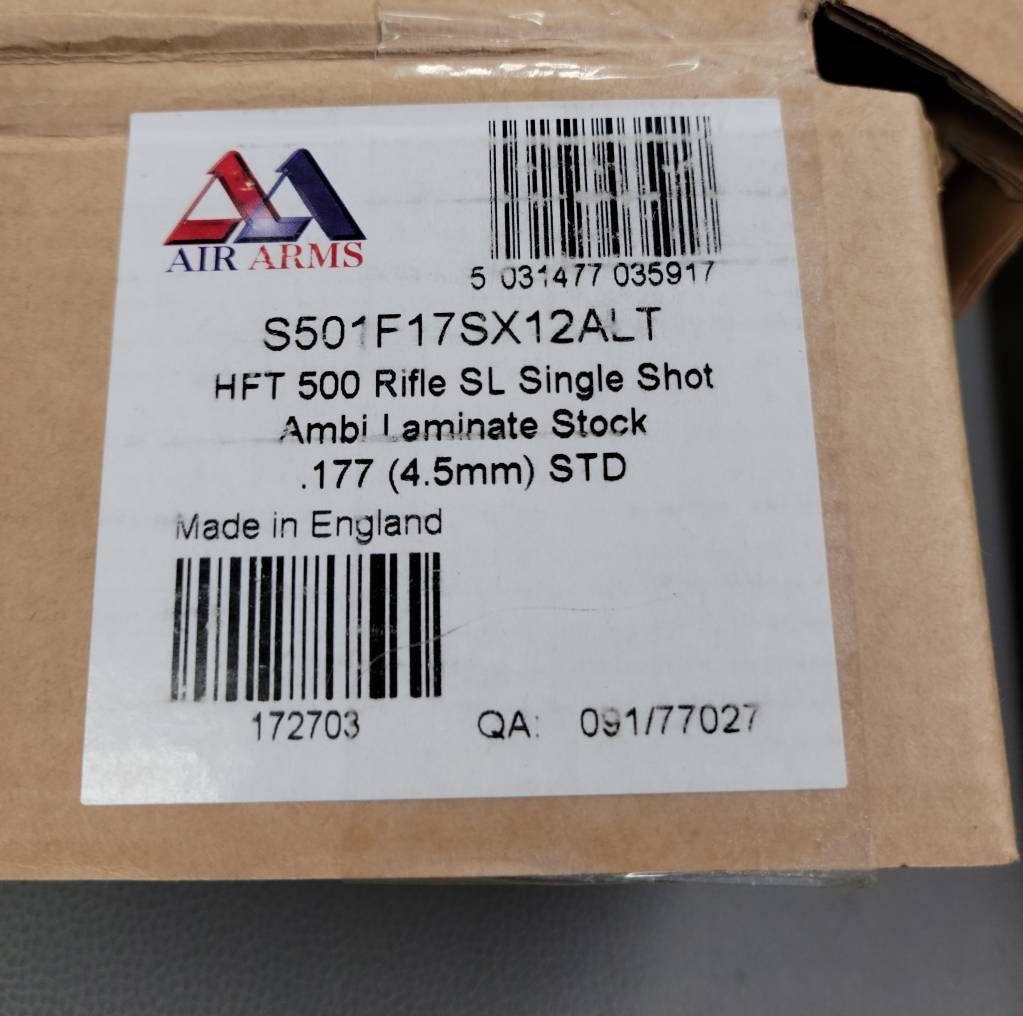 AIR ARMS
5 031477 035917
S501F17SX12ALT
HFT 500 Rifle SL Single Shot
Ambi Laminate Stock
.177 (4.5mm) STD
Made in England
172703
QA: 091/77027